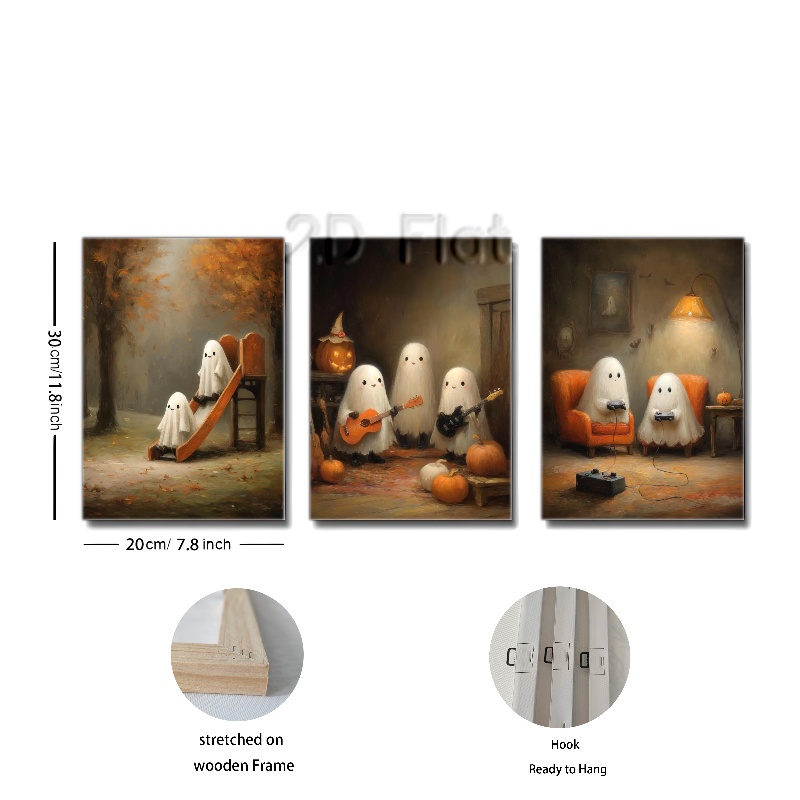 2D Flat
30cm/11.8inch
20cm/ 7.8 inch
stretched on
wooden Frame
Hook
Ready to Hang